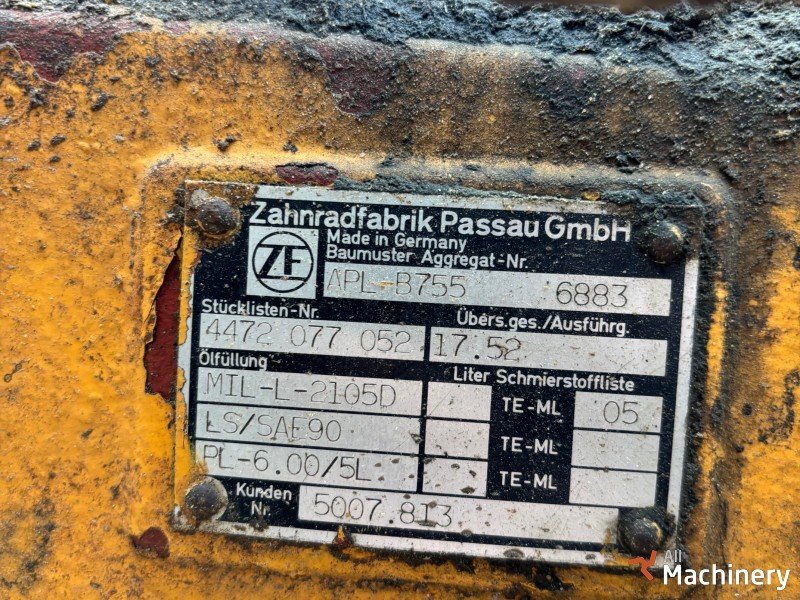 Zahnradfabrik Passau GmbH
ZF
Made in Germany
Baumuster Aggregat-Nr.
APL-B755 6883
Stücklisten-Nr. Übers.ges./Ausführg.
4472 077 052 17.52
Ölfüllung Liter Schmierstoffliste
MIL-L-2105D TE-ML 05
LS/SAE90 TE-ML
PL-6.00/5L TE-ML
Kunden
Nr. 5007.813
All
Machinery